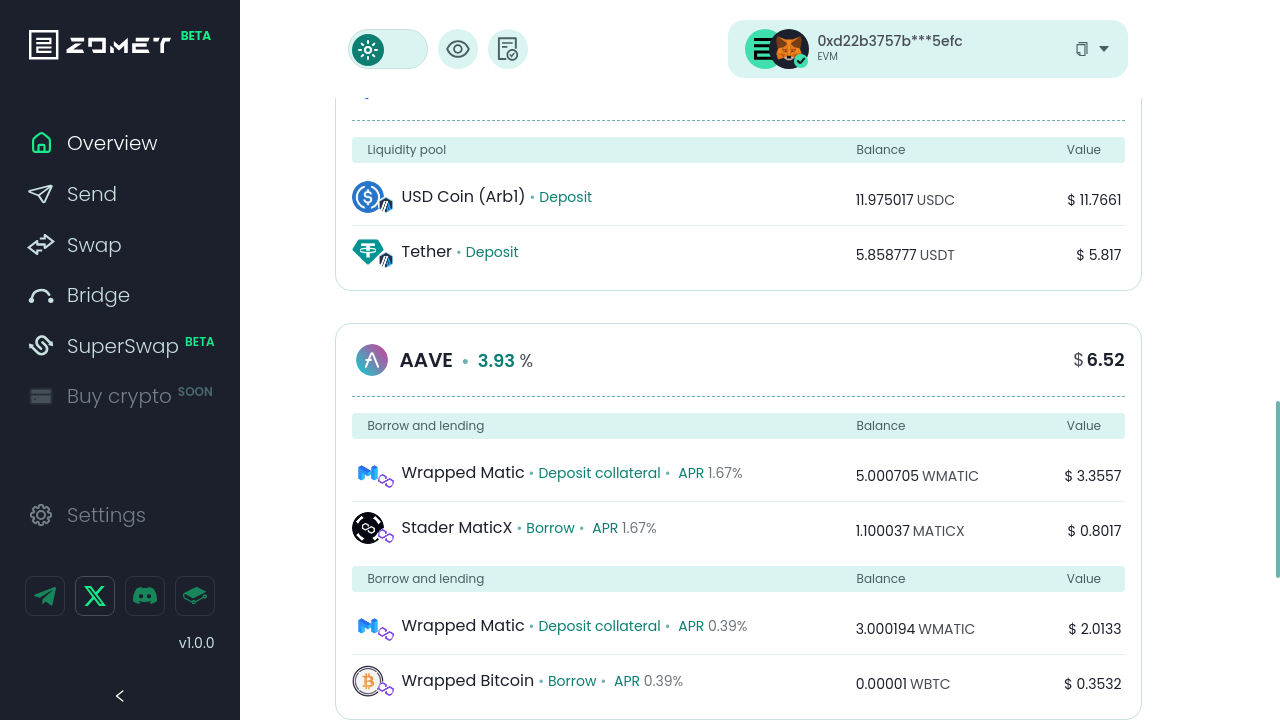 ZOMET BETA
Overview
Send
Swap
Bridge
SuperSwap BETA
Buy crypto SOON
Settings
v1.0.0
0xd22b3757b***5efc
EVM
Liquidity pool Balance Value
USD Coin (Arb1) • Deposit 11.975017 USDC $ 11.7661
Tether • Deposit 5.858777 USDT $ 5.817
AAVE • 3.93 % $ 6.52
Borrow and lending Balance Value
Wrapped Matic • Deposit collateral • APR 1.67% 5.000705 WMATIC $ 3.3557
Stader MaticX • Borrow • APR 1.67% 1.100037 MATICX $ 0.8017
Borrow and lending Balance Value
Wrapped Matic • Deposit collateral • APR 0.39% 3.000194 WMATIC $ 2.0133
Wrapped Bitcoin • Borrow • APR 0.39% 0.00001 WBTC $ 0.3532